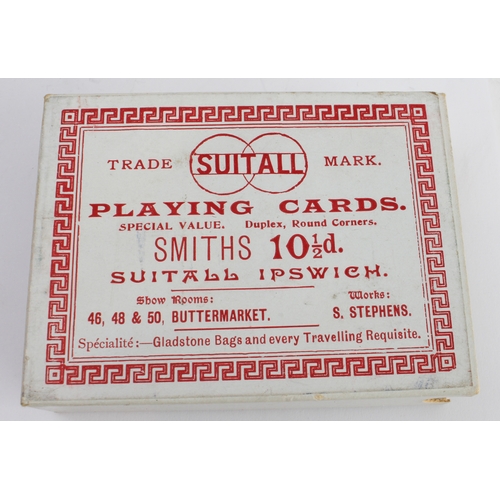 TRADE SUITALL MARK.
PLAYING CARDS.
SPECIAL VALUE. Duplex, Round Corners.
SMITHS 10½d.
SUITALL IPSWICH.
Show Rooms: Works:
46, 48 & 50, BUTTERMARKET. S. STEPHENS.
Spécialité:—Gladstone Bags and every Travelling Requisite.